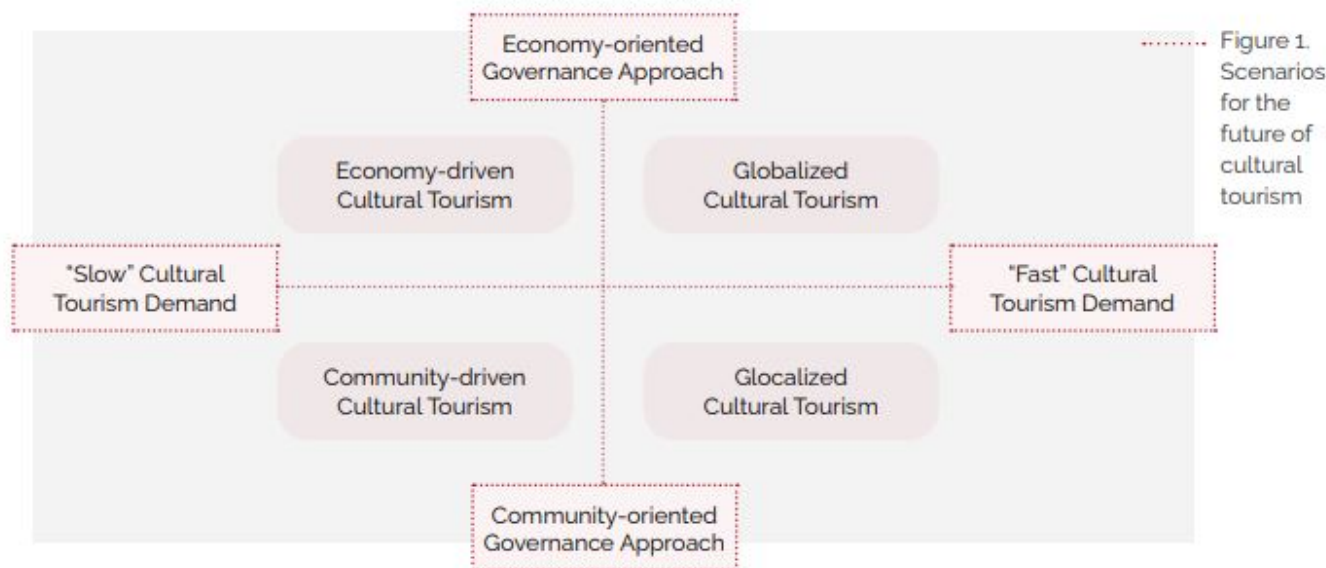 Economy-oriented
Governance Approach
Figure 1.
Scenarios
for the
future of
cultural
tourism
Economy-driven
Cultural Tourism
Globalized
Cultural Tourism
"Slow" Cultural
Tourism Demand
"Fast" Cultural
Tourism Demand
Community-driven
Cultural Tourism
Glocalized
Cultural Tourism
Community-oriented
Governance Approach